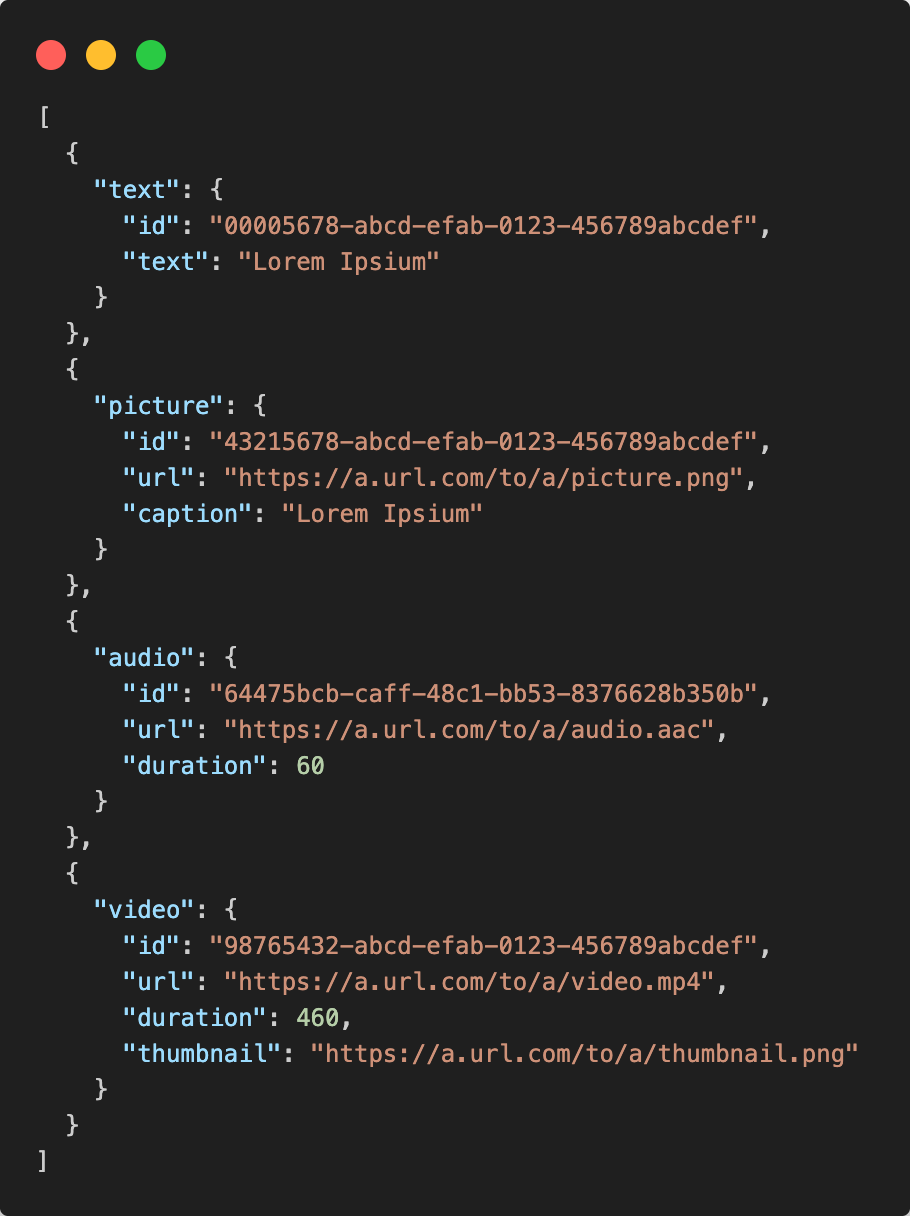 [
  {
    "text": {
      "id": "00005678-abcd-efab-0123-456789abcdef",
      "text": "Lorem Ipsium"
    }
  },
  {
    "picture": {
      "id": "43215678-abcd-efab-0123-456789abcdef",
      "url": "https://a.url.com/to/a/picture.png",
      "caption": "Lorem Ipsium"
    }
  },
  {
    "audio": {
      "id": "64475bcb-caff-48c1-bb53-8376628b350b",
      "url": "https://a.url.com/to/a/audio.aac",
      "duration": 60
    }
  },
  {
    "video": {
      "id": "98765432-abcd-efab-0123-456789abcdef",
      "url": "https://a.url.com/to/a/video.mp4",
      "duration": 460,
      "thumbnail": "https://a.url.com/to/a/thumbnail.png"
    }
  }
]